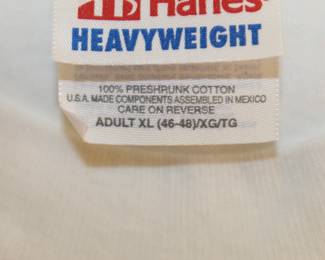 Hanes
HEAVYWEIGHT
100% PRESHRUNK COTTON
U.S.A. MADE COMPONENTS ASSEMBLED IN MEXICO
CARE ON REVERSE
ADULT XL (46-48)/XG/TG